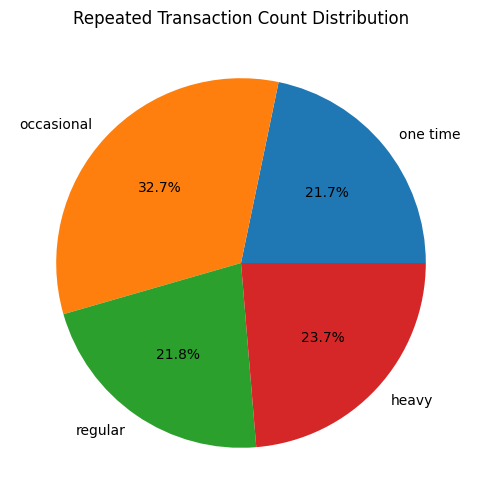 Repeated Transaction Count Distribution
occasional
one time
32.7%
21.7%
21.8%
23.7%
regular
heavy